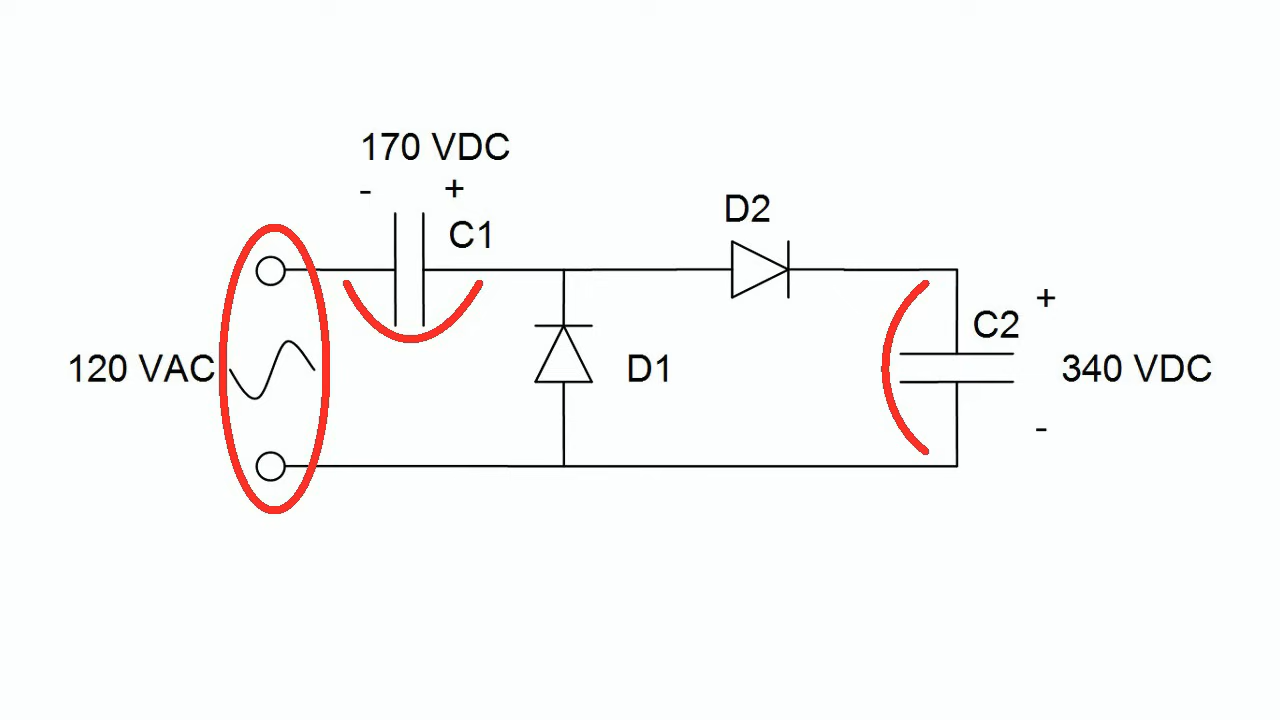 170 VDC
- +
C1
D2
120 VAC
D1
C2
+
340 VDC
-